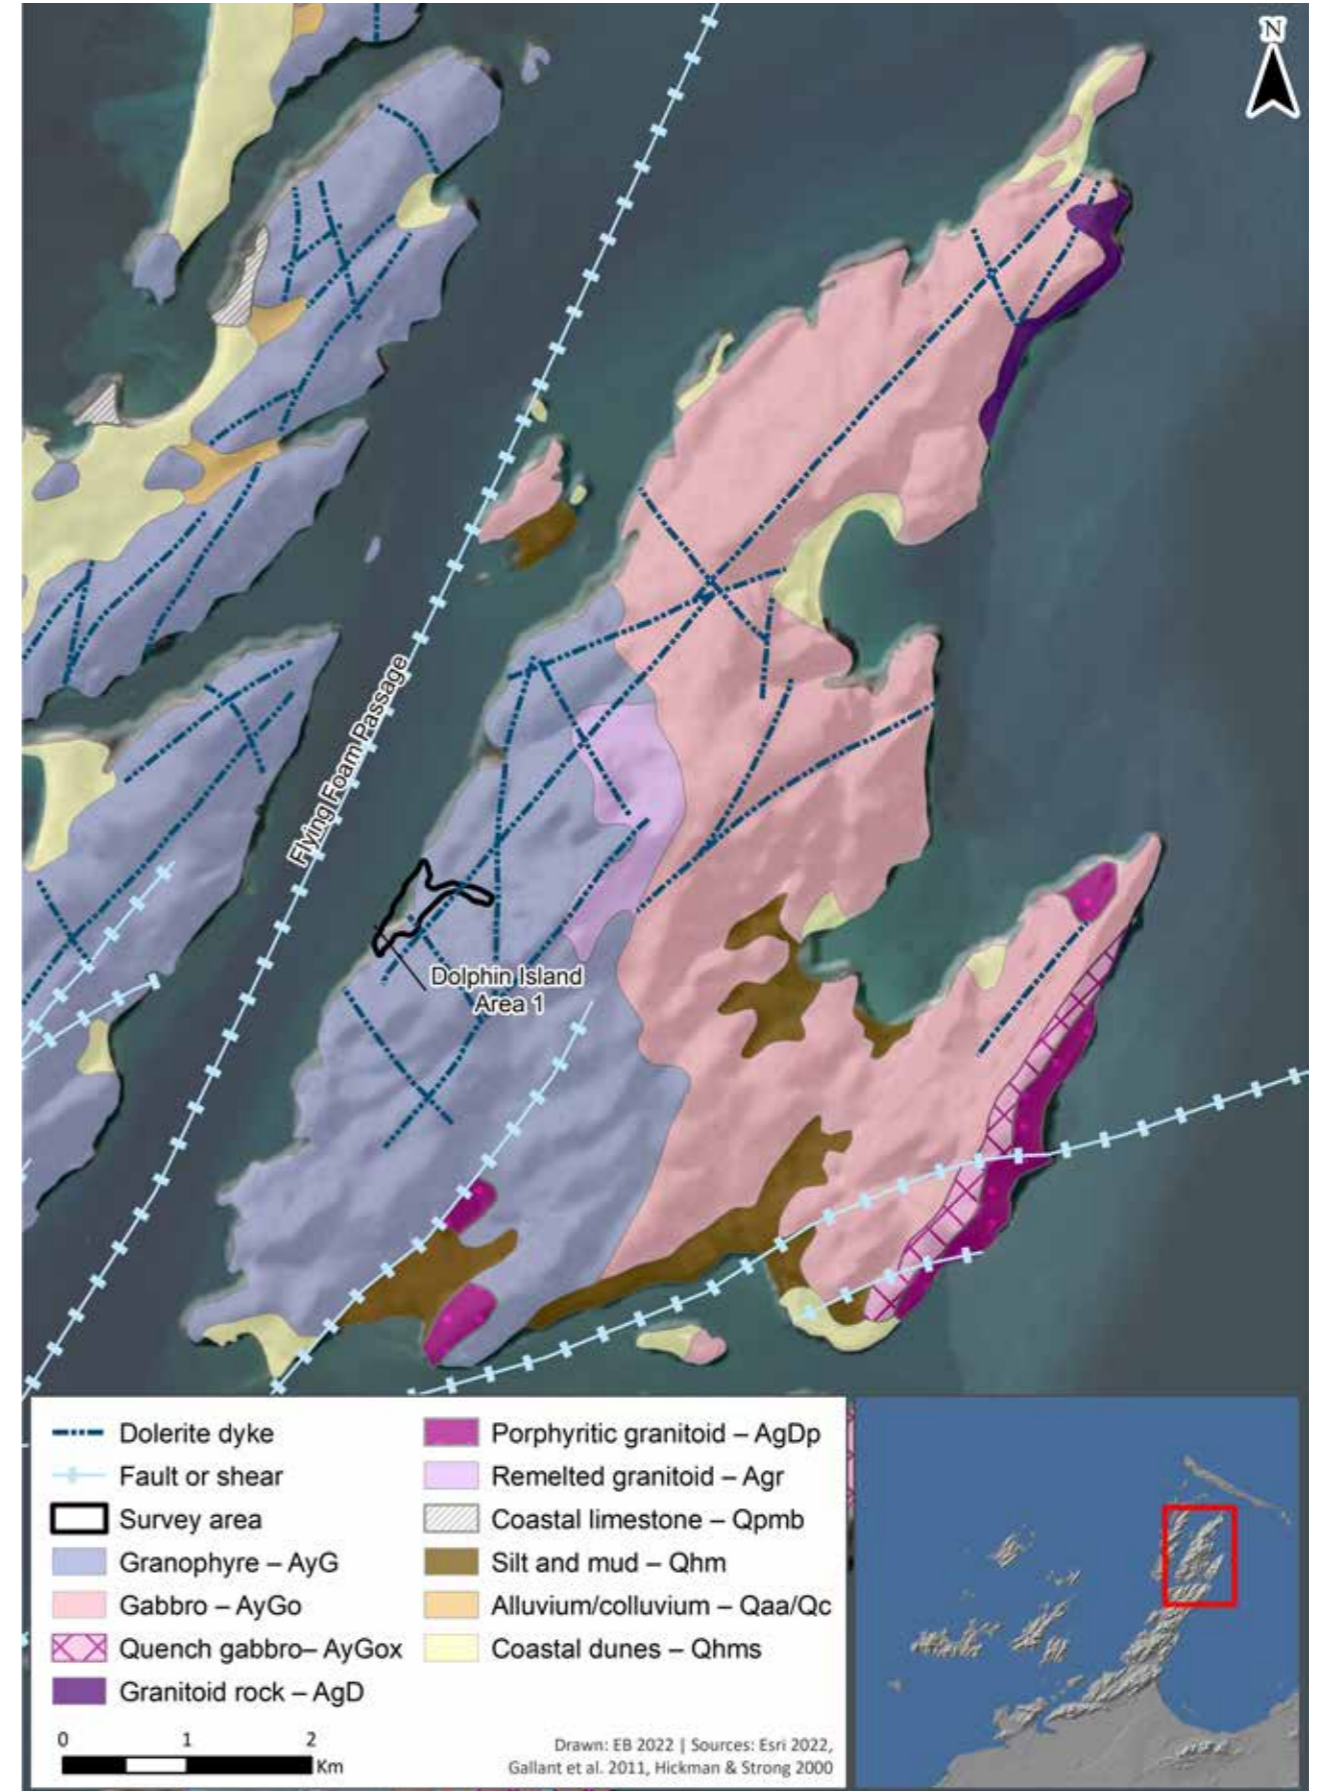 N
Flying Foam Passage
Dolphin Island
Area 1
Dolerite dyke
Fault or shear
Survey area
Granophyre – AyG
Gabbro – AyGo
Quench gabbro– AyGox
Granitoid rock – AgD
Porphyritic granitoid – AgDp
Remelted granitoid – Agr
Coastal limestone – Qpmb
Silt and mud – Qhm
Alluvium/colluvium – Qaa/Qc
Coastal dunes – Qhms
0 1 2
Km
Drawn: EB 2022 | Sources: Esri 2022,
Gallant et al. 2011, Hickman & Strong 2000